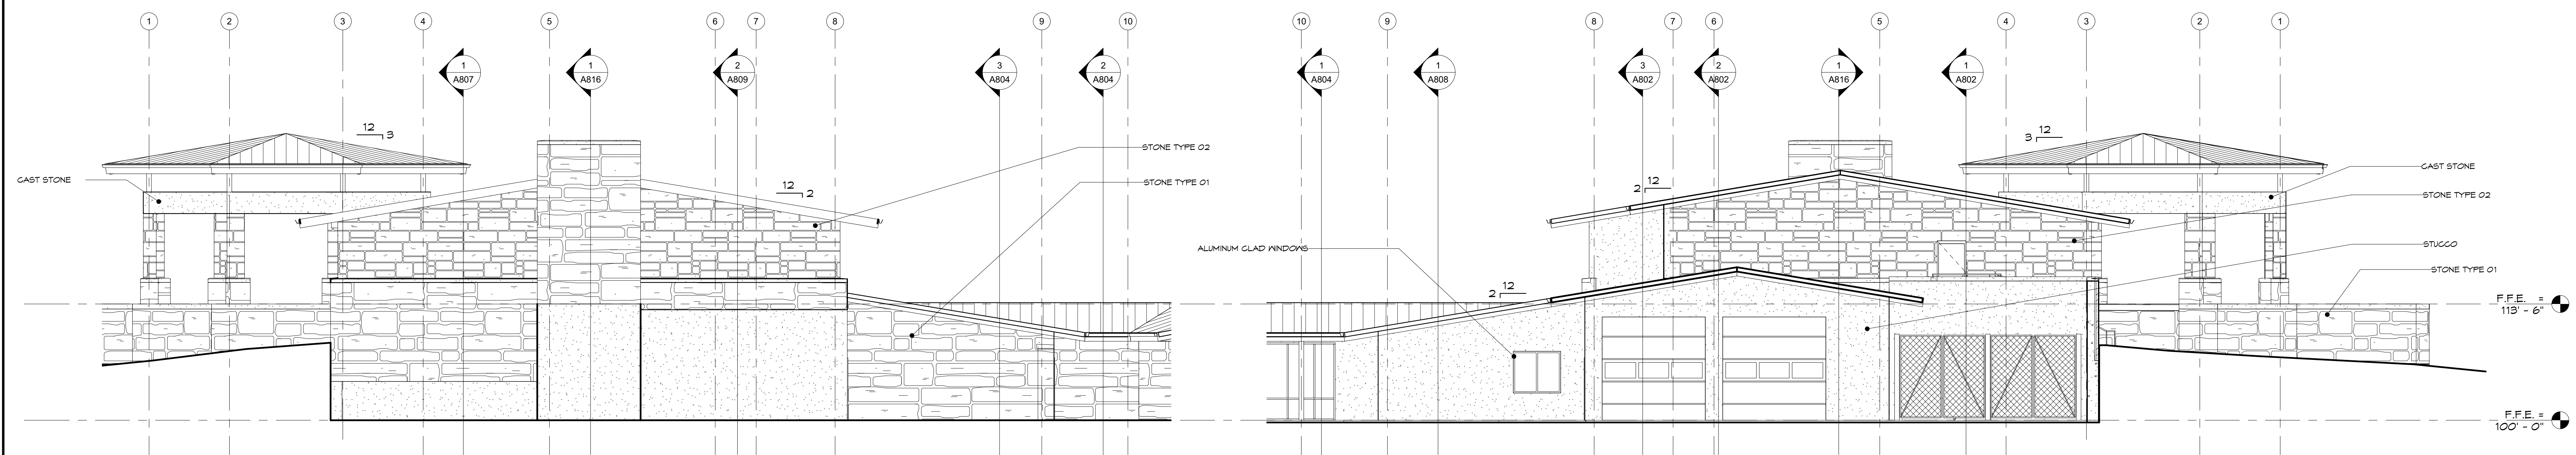 1 2 3 4 5 6 7 8 9 10
1 A807
1 A816
2 A809
3 A804
2 A804
12
3
CAST STONE
12
2
STONE TYPE 02
STONE TYPE 01
10 9 8 7 6 5 4 3 2 1
1 A804
1 A808
3 A802
2 A802
1 A816
1 A802
12
3
12
2
12
2
ALUMINUM CLAD WINDOWS
CAST STONE
STONE TYPE 02
STUCCO
STONE TYPE 01
F.F.E. =
113' - 6"
F.F.E. =
100' - 0"